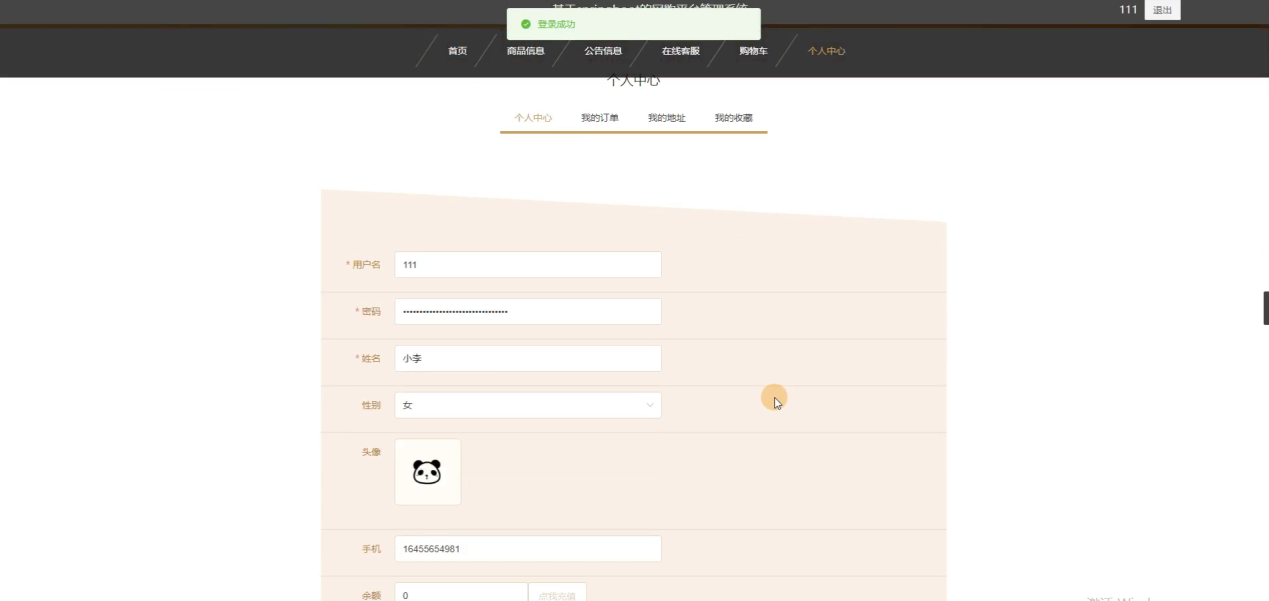 111 退出
登录成功
首页 商品信息 公告信息 在线客服 购物车 个人中心
个人中心
个人中心 我的订单 我的地址 我的收藏
* 用户名 111
* 密码 ································
* 姓名 小李
性别 女
头像
手机 16455654981
余额 0 点我充值